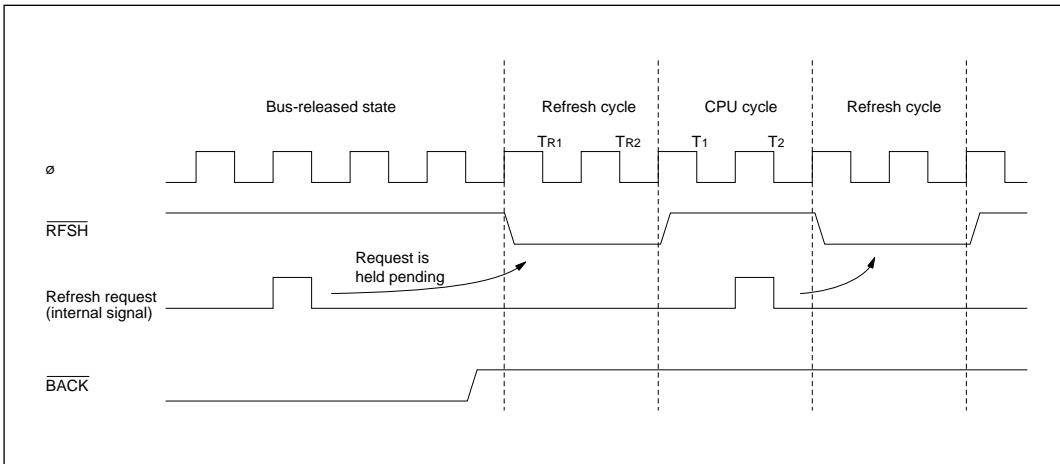 Bus-released state
Refresh cycle
CPU cycle
Refresh cycle
TR1
TR2
T1
T2
ø
RFSH
Request is
held pending
Refresh request
(internal signal)
BACK